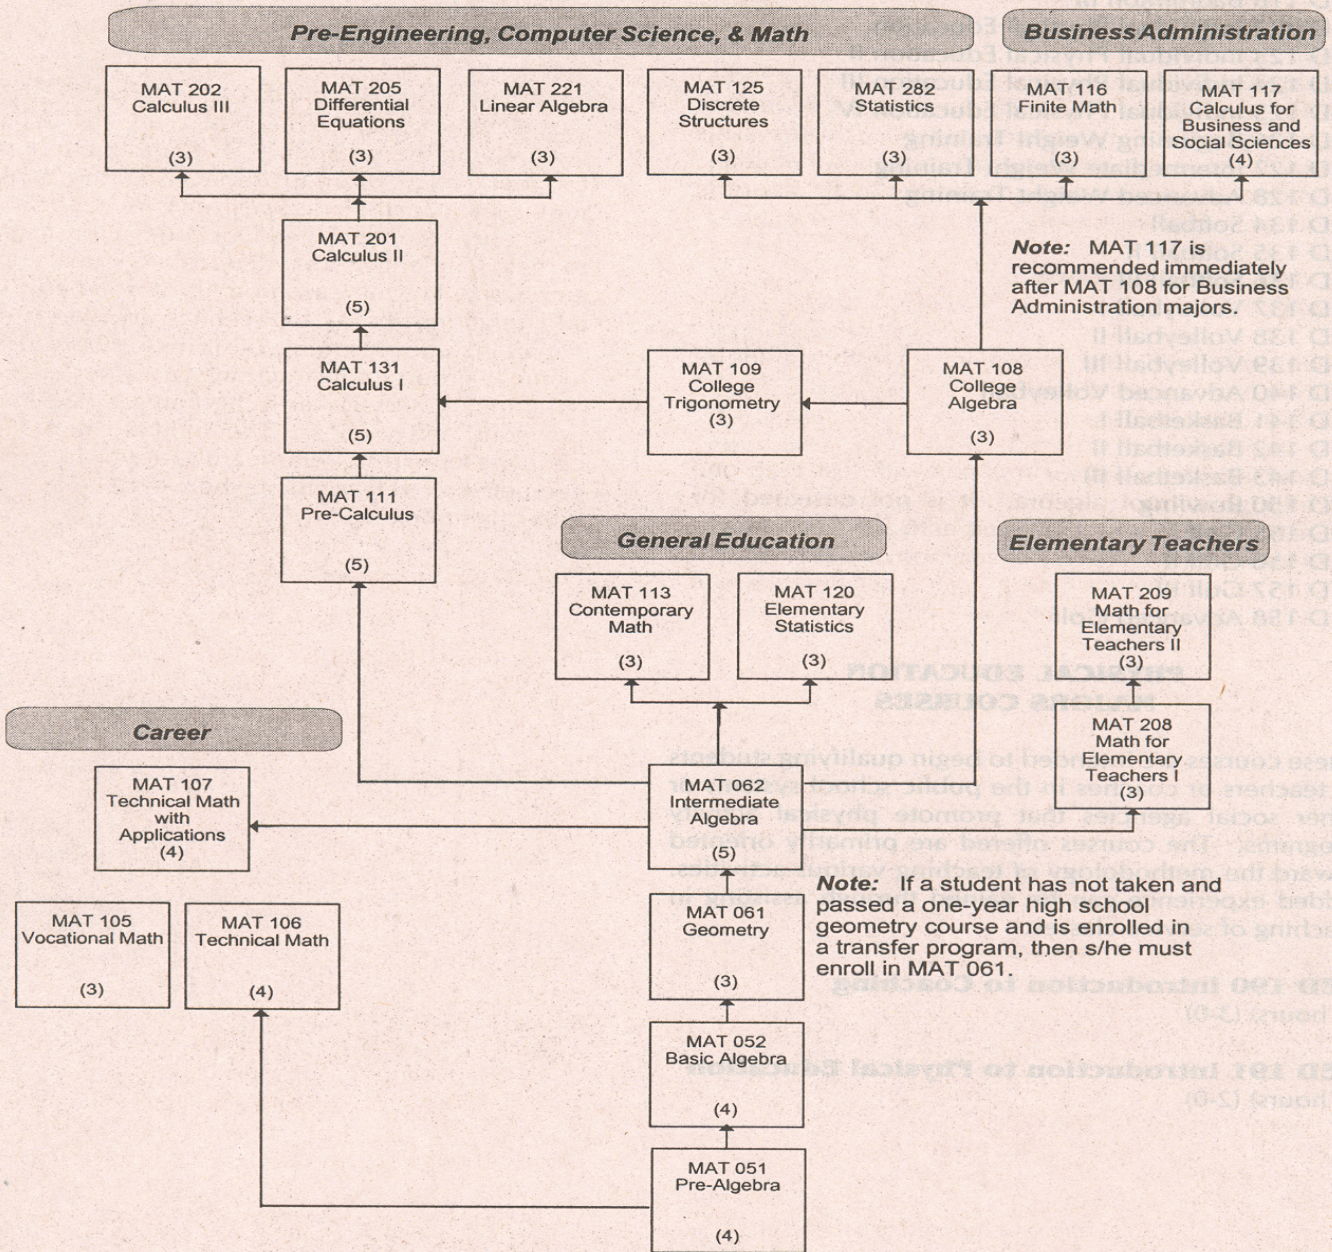 Pre-Engineering, Computer Science, & Math
Business Administration
MAT 202
Calculus III
(3)
MAT 205
Differential
Equations
(3)
MAT 221
Linear Algebra
(3)
MAT 125
Discrete
Structures
(3)
MAT 282
Statistics
(3)
MAT116
Finite Math
(3)
MAT 117
Calculus for
Business and
Social Sciences
(4)
MAT 201
Calculus II
(5)
Note: MAT 117 is
recommended immediately
after MAT 108 for Business
Administration majors.
MAT 131
Calculus I
(5)
MAT 109
College
Trigonometry
(3)
MAT 108
College
Algebra
(3)
MAT 111
Pre-Calculus
(5)
General Education
Elementary Teachers
MAT 113
Contemporary
Math
(3)
MAT 120
Elementary
Statistics
(3)
MAT 209
Math for
Elementary
Teachers II
(3)
MAT 208
Math for
Elementary
Teachers I
(3)
Career
MAT 107
Technical Math
with
Applications
(4)
MAT 062
Intermediate
Algebra
(5)
MAT 105
Vocational Math
(3)
MAT 106
Technical Math
(4)
MAT 061
Geometry
(3)
Note: If a student has not taken and
passed a one-year high school
geometry course and is enrolled in
a transfer program, then s/he must
enroll in MAT 061.
MAT 052
Basic Algebra
(4)
MAT 051
Pre-Algebra
(4)